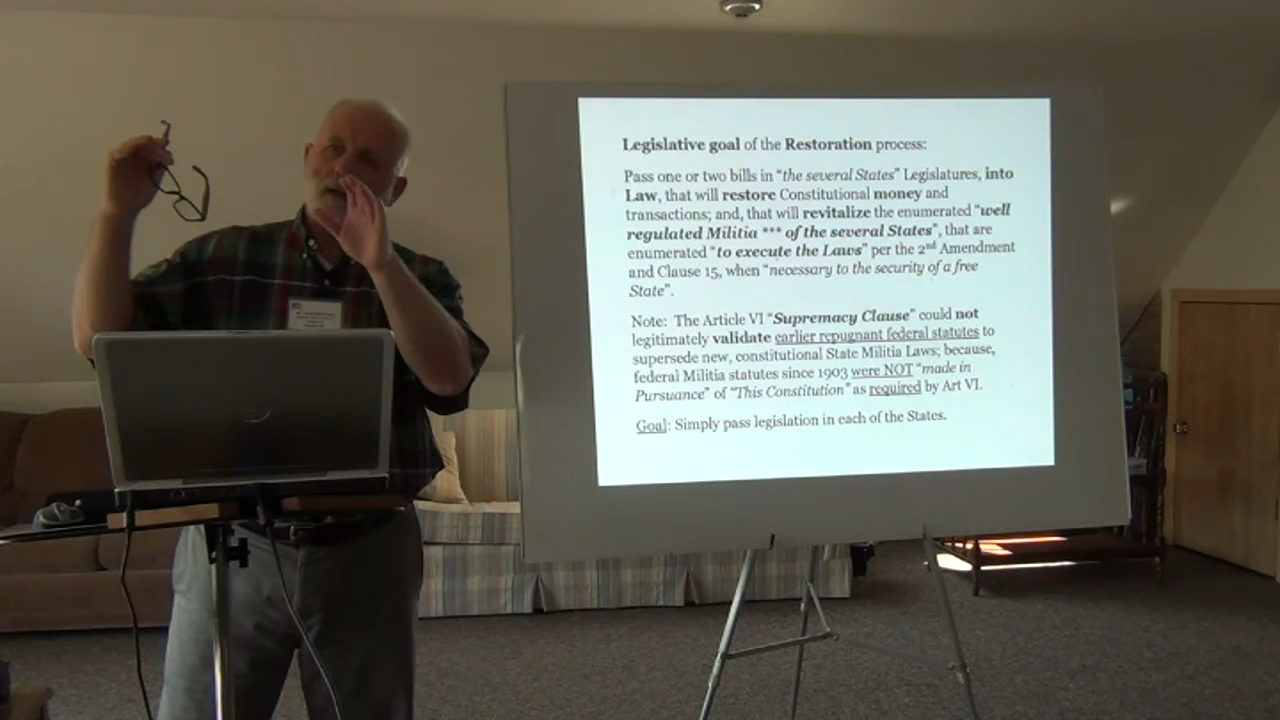 Legislative goal of the Restoration process:
Pass one or two bills in “the several States” Legislatures, into
Law, that will restore Constitutional money and
transactions; and, that will revitalize the enumerated “well
regulated Militia *** of the several States”, that are
enumerated “to execute the Laws” per the 2nd Amendment
and Clause 15, when “necessary to the security of a free
State”.
Note: The Article VI “Supremacy Clause” could not
legitimately validate earlier repugnant federal statutes to
supersede new, constitutional State Militia Laws; because,
federal Militia statutes since 1903 were NOT “made in
Pursuance” of “This Constitution” as required by Art VI.
Goal: Simply pass legislation in each of the States.